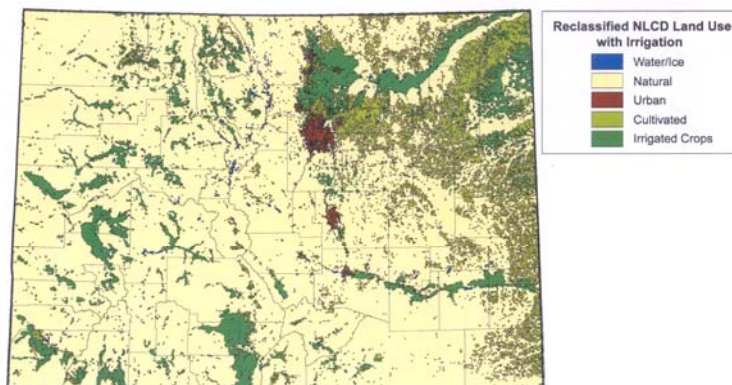 Reclassified NLCD Land Use
with Irrigation
Water/Ice
Natural
Urban
Cultivated
Irrigated Crops